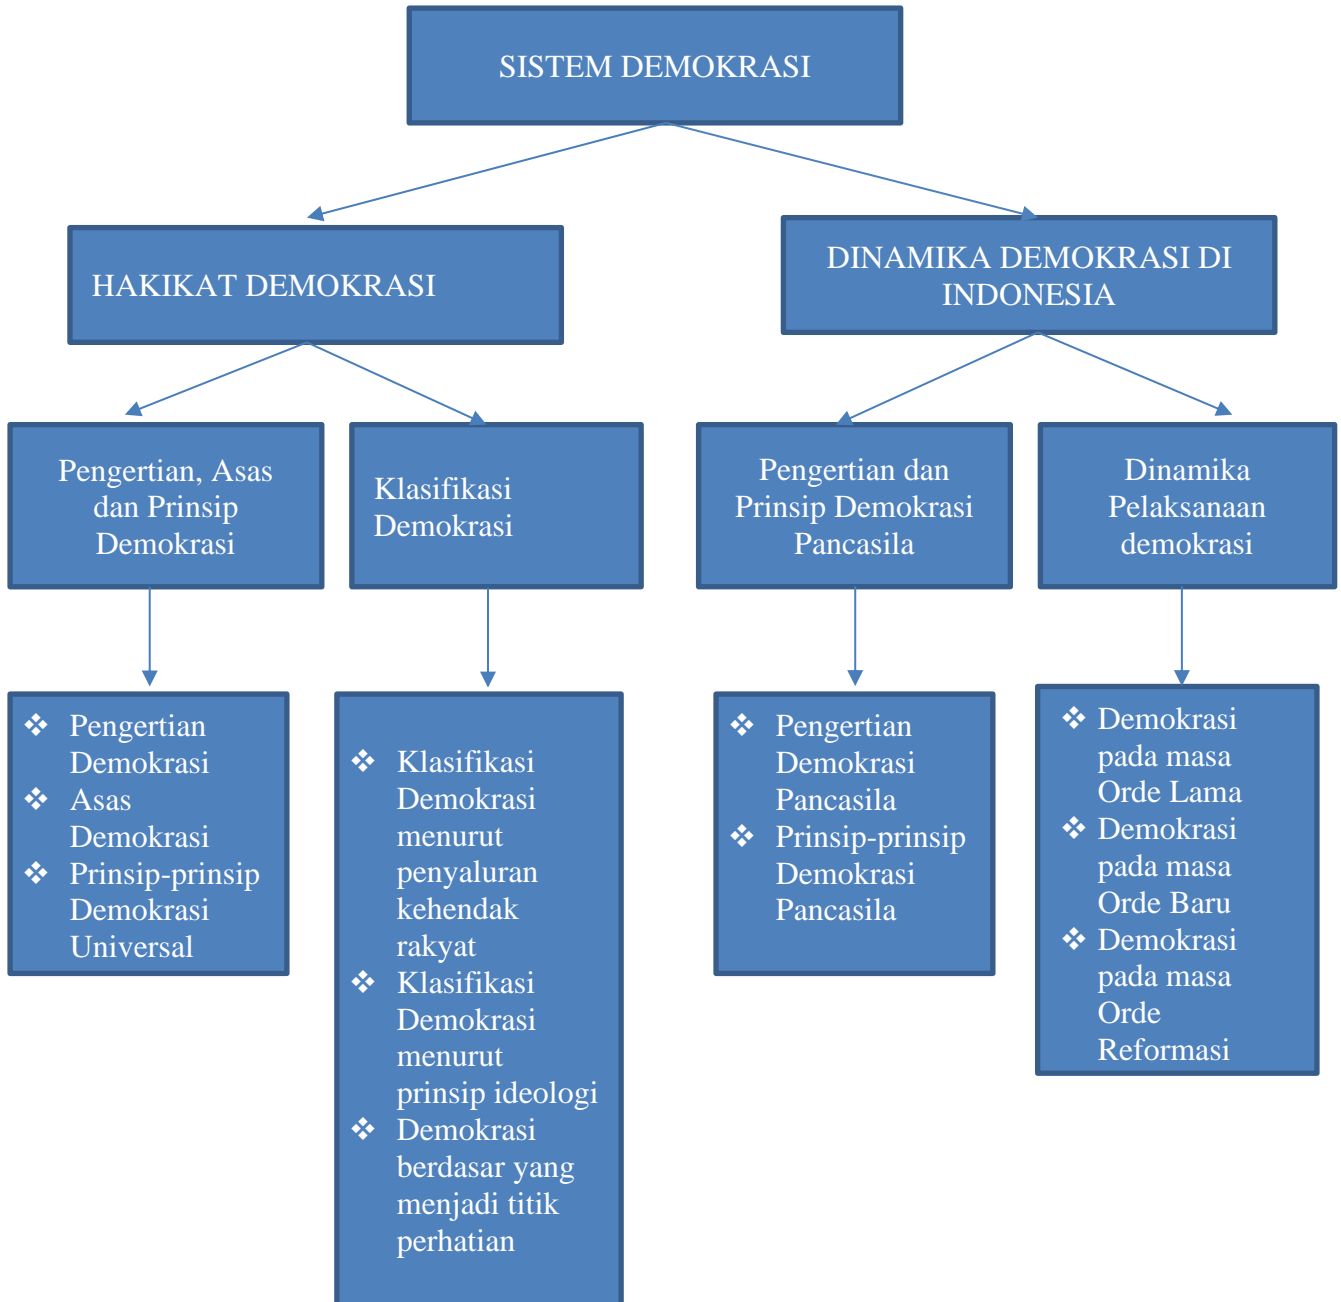 SISTEM DEMOKRASI
HAKIKAT DEMOKRASI
DINAMIKA DEMOKRASI DI
INDONESIA
Pengertian, Asas
dan Prinsip
Demokrasi
Klasifikasi
Demokrasi
Pengertian dan
Prinsip Demokrasi
Pancasila
Dinamika
Pelaksanaan
demokrasi
❖ Pengertian
Demokrasi
❖ Asas
Demokrasi
❖ Prinsip-prinsip
Demokrasi
Universal
❖ Klasifikasi
Demokrasi
menurut
penyaluran
kehendak
rakyat
❖ Klasifikasi
Demokrasi
menurut
prinsip ideologi
❖ Demokrasi
berdasar yang
menjadi titik
perhatian
❖ Pengertian
Demokrasi
Pancasila
❖ Prinsip-prinsip
Demokrasi
Pancasila
❖ Demokrasi
pada masa
Orde Lama
❖ Demokrasi
pada masa
Orde Baru
❖ Demokrasi
pada masa
Orde
Reformasi